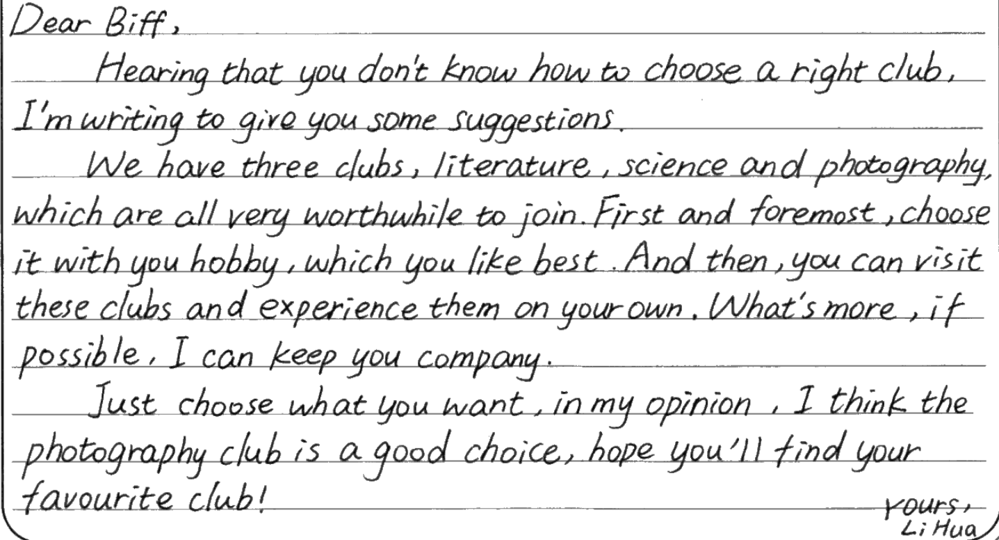 Dear Biff,
Hearing that you don't know how to choose a right club,
I'm writing to give you some suggestions.
We have three clubs, literature, science and photography,
which are all very worthwhile to join. First and foremost, choose
it with you hobby, which you like best. And then, you can visit
these clubs and experience them on your own. What's more, if
possible, I can keep you company.
Just choose what you want, in my opinion, I think the
photography club is a good choice, hope you'll find your
favourite club!
yours,
Li Hua